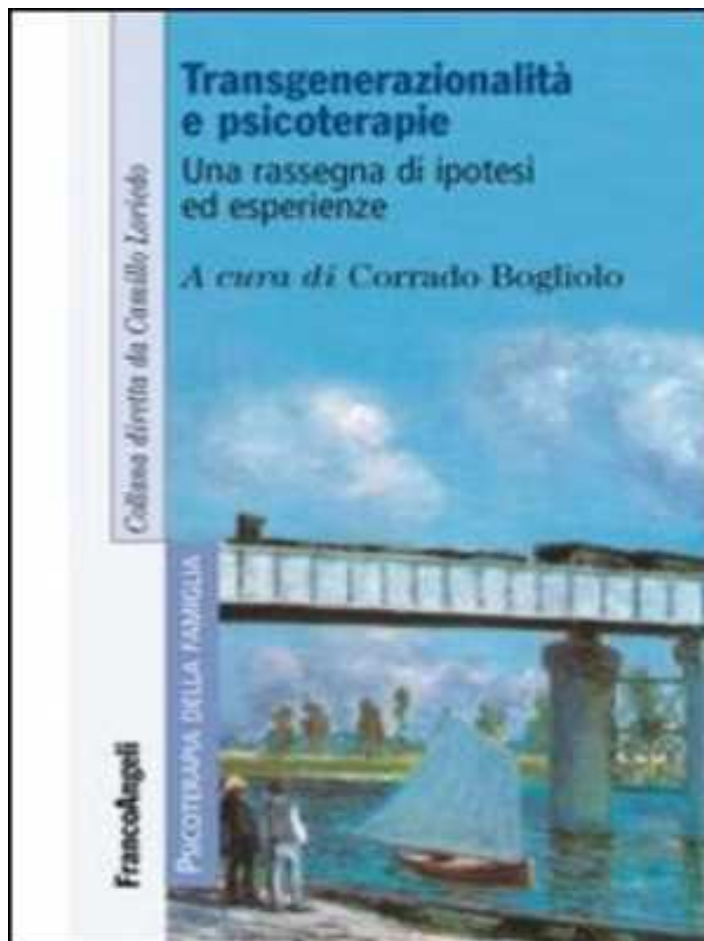 Transgenerazionalità
e psicoterapie
Una rassegna di ipotesi
ed esperienze
A cura di Corrado Bogliolo
Collana diretta da Camillo Loriedo
PSICOTERAPIA DELLA FAMIGLIA
FrancoAngeli